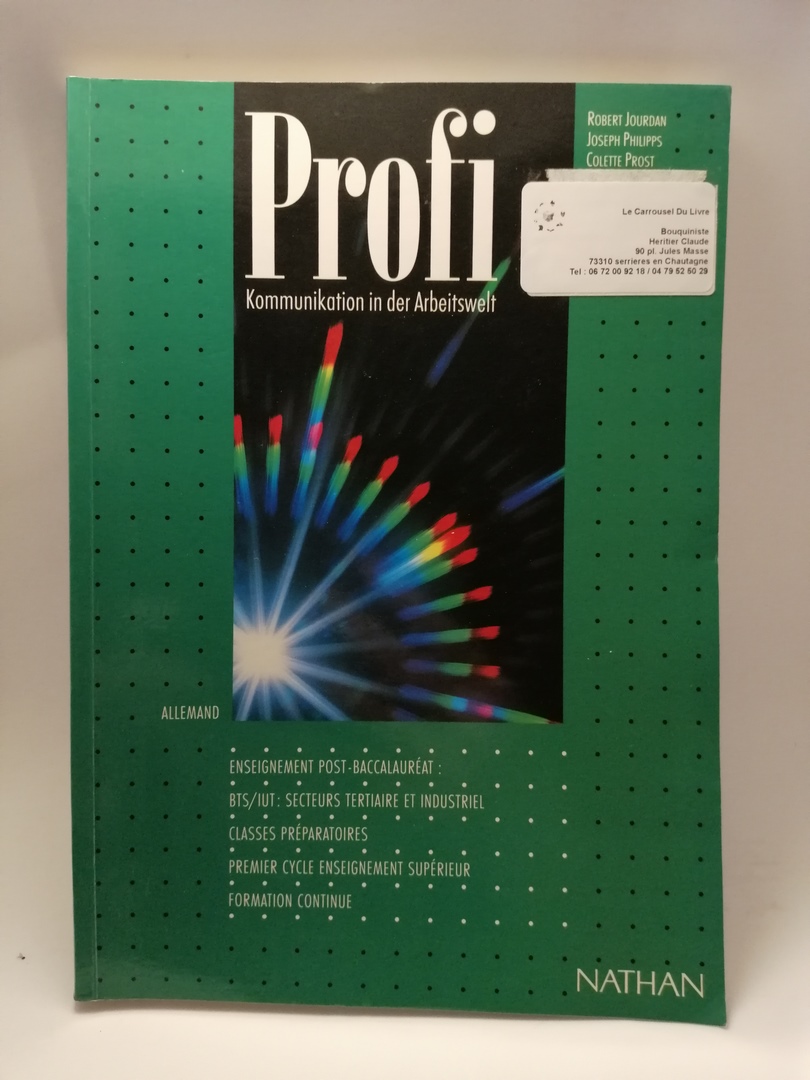 Profi
Kommunikation in der Arbeitswelt
ROBERT JOURDAN
JOSEPH PHILIPPS
COLETTE PROST
Le Carrousel Du Livre
Bouquiniste
Heritier Claude
90 pl. Jules Masse
73310 serrieres en Chautagne
Tel : 06 72 00 92 18 / 04 79 52 50 29
ALLEMAND
ENSEIGNEMENT POST-BACCALAURÉAT :
BTS/IUT : SECTEURS TERTIAIRE ET INDUSTRIEL
CLASSES PRÉPARATOIRES
PREMIER CYCLE ENSEIGNEMENT SUPÉRIEUR
FORMATION CONTINUE
NATHAN